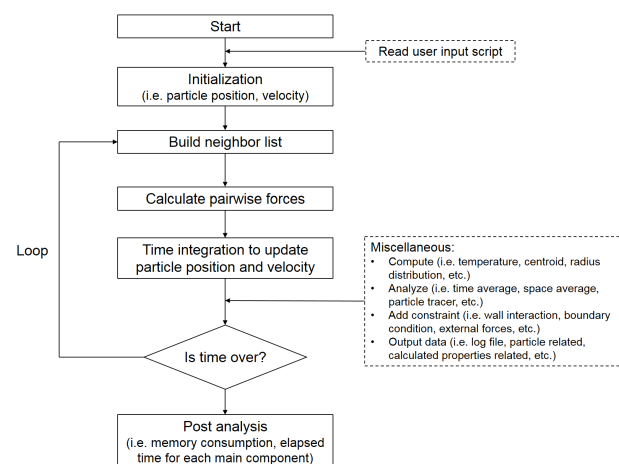 Start
Read user input script
Initialization
(i.e. particle position, velocity)
Build neighbor list
Calculate pairwise forces
Loop
Time integration to update
particle position and velocity
Miscellaneous:
• Compute (i.e. temperature, centroid, radius
distribution, etc.)
• Analyze (i.e. time average, space average,
particle tracer, etc.)
• Add constraint (i.e. wall interaction, boundary
condition, external forces, etc.)
• Output data (i.e. log file, particle related,
calculated properties related, etc.)
Is time over?
Post analysis
(i.e. memory consumption, elapsed
time for each main component)